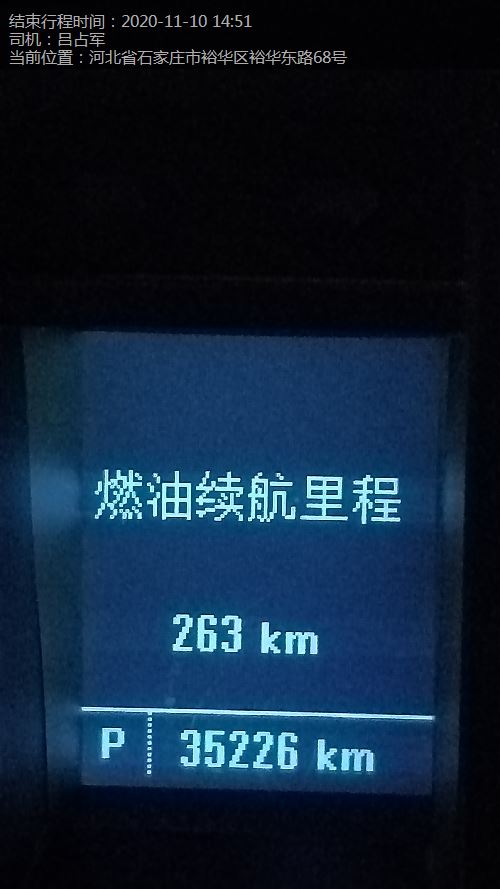 结束行程时间：2020-11-10 14:51
司机：吕占军
当前位置：河北省石家庄市裕华区裕华东路68号
燃油续航里程
263 km
P 35226 km